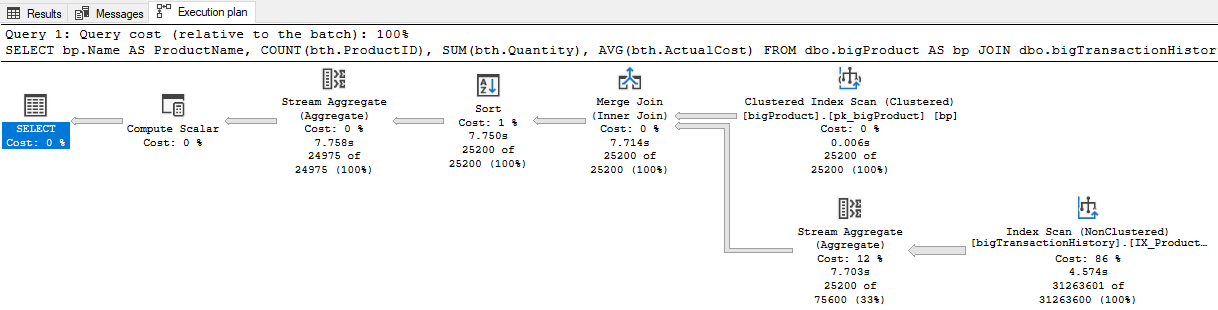 Results Messages Execution plan
Query 1: Query cost (relative to the batch): 100%
SELECT bp.Name AS ProductName, COUNT(bth.ProductID), SUM(bth.Quantity), AVG(bth.ActualCost) FROM dbo.bigProduct AS bp JOIN dbo.bigTransactionHistor
SELECT
Cost: 0 %
Compute Scalar
Cost: 0 %
Stream Aggregate
(Aggregate)
Cost: 0 %
7.758s
24975 of
24975 (100%)
Sort
Cost: 1 %
7.750s
25200 of
25200 (100%)
Merge Join
(Inner Join)
Cost: 0 %
7.714s
25200 of
25200 (100%)
Clustered Index Scan (Clustered)
[bigProduct].[pk_bigProduct] [bp]
Cost: 0 %
0.006s
25200 of
25200 (100%)
Stream Aggregate
(Aggregate)
Cost: 12 %
7.703s
25200 of
75600 (33%)
Index Scan (NonClustered)
[bigTransactionHistory].[IX_Product…
Cost: 86 %
4.574s
31263601 of
31263600 (100%)